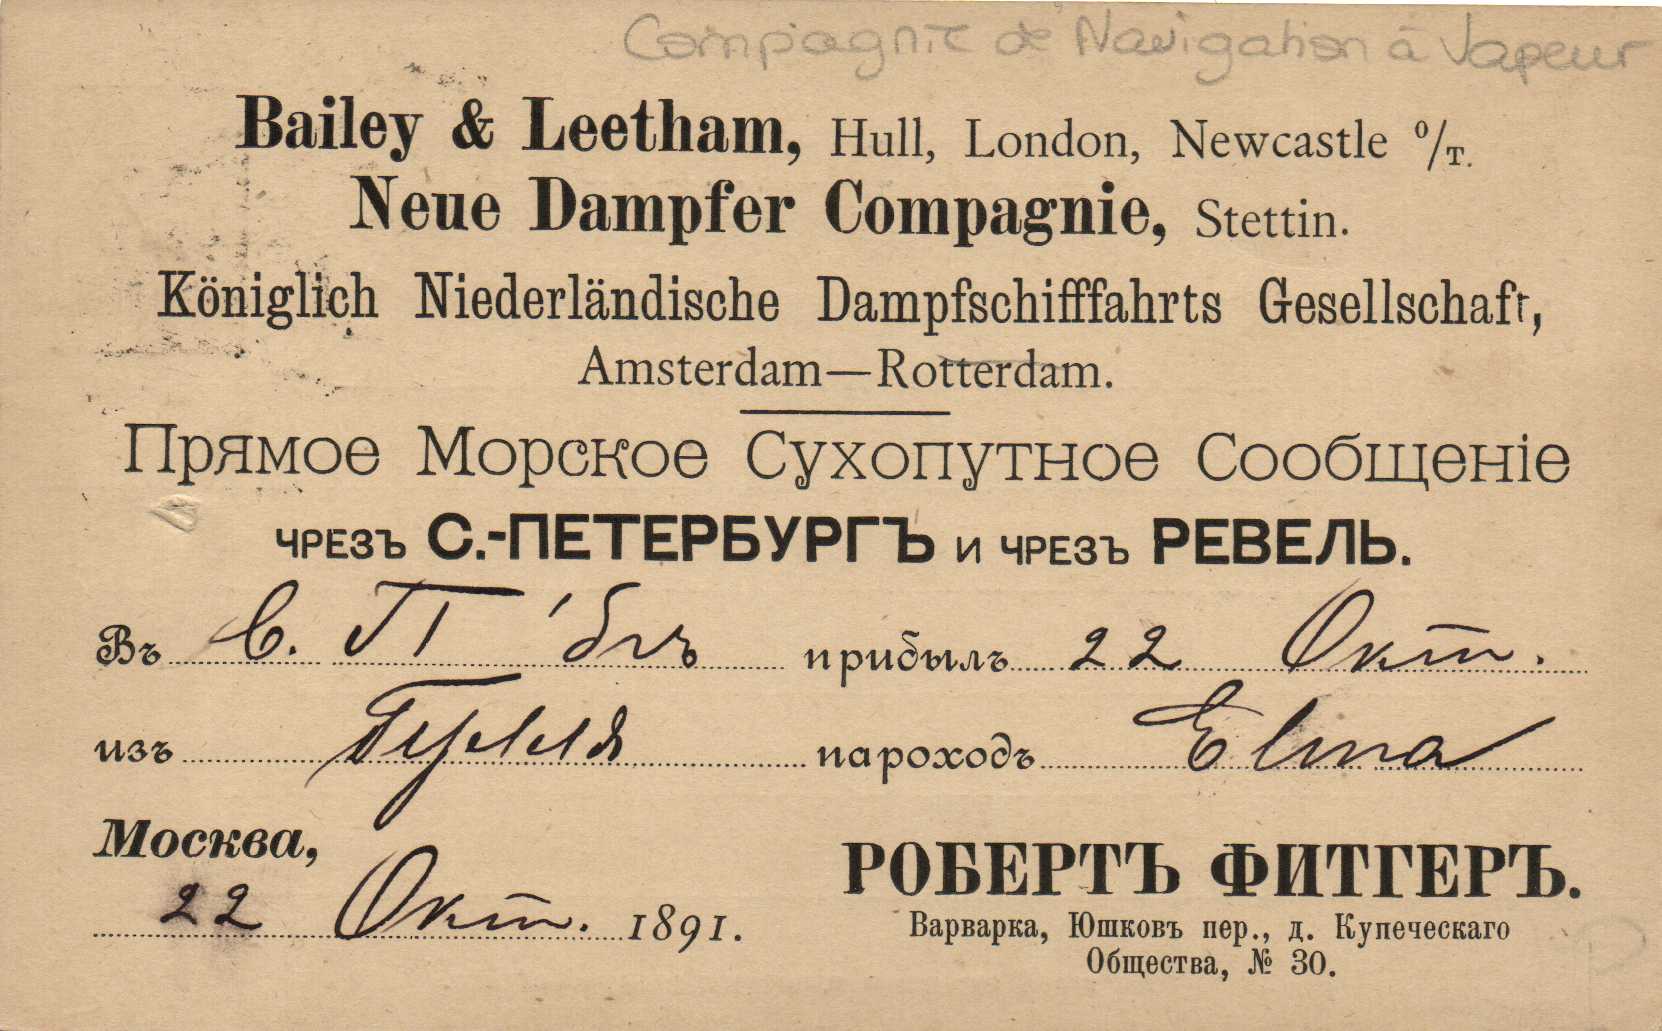 Compagnie de Navigation à Vapeur
Bailey & Leetham, Hull, London, Newcastle o/T.
Neue Dampfer Compagnie, Stettin.
Königlich Niederländische Dampfschifffahrts Gesellschaft,
Amsterdam—Rotterdam.
Прямое Морское Сухопутное Сообщеніе
чрезъ С.-ПЕТЕРБУРГЪ и чрезъ РЕВЕЛЬ.
Въ С. П'бгъ прибылъ 22 Окт.
изъ Гулля пароходъ Elma
Москва,
22 Окт. 1891.
РОБЕРТЪ ФИТГЕРЪ.
Варварка, Юшковъ пер., д. Купеческаго
Общества, № 30.
P